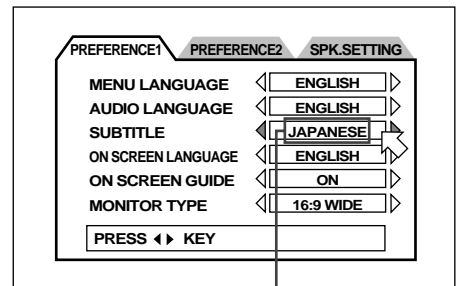 PREFERENCE1 PREFERENCE2 SPK.SETTING
MENU LANGUAGE ENGLISH
AUDIO LANGUAGE ENGLISH
SUBTITLE JAPANESE
ON SCREEN LANGUAGE ENGLISH
ON SCREEN GUIDE ON
MONITOR TYPE 16:9 WIDE
PRESS ◀ ▶ KEY